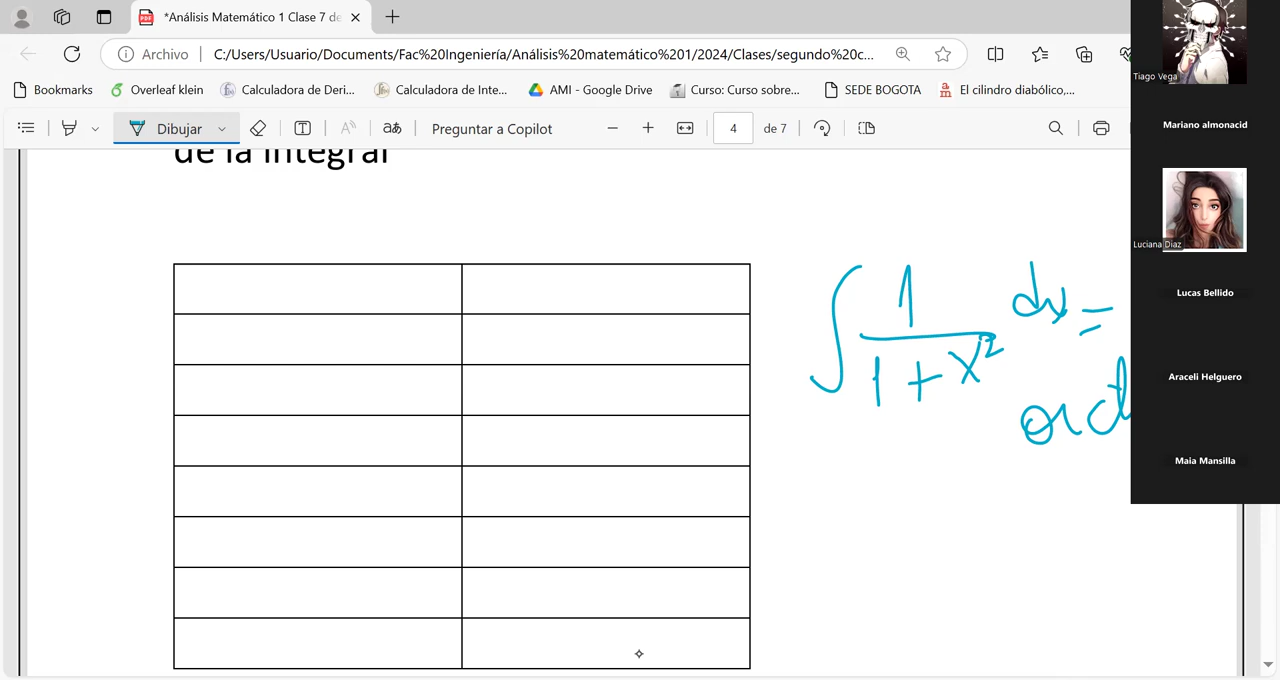 *Análisis Matemático 1 Clase 7 de
Archivo
C:/Users/Usuario/Documents/Fac%20Ingeniería/Análisis%20matemático%201/2024/Clases/segundo%20c...
Bookmarks
Overleaf klein
Calculadora de Deri...
Calculadora de Inte...
AMI - Google Drive
Curso: Curso sobre...
SEDE BOGOTA
El cilindro diabólico,...
Dibujar
Preguntar a Copilot
4
de 7
de la integral
∫ 1/(1+x²) dx =
Tiago Vega
Mariano almonacid
Luciana Diaz
Lucas Bellido
Araceli Helguero
Maia Mansilla